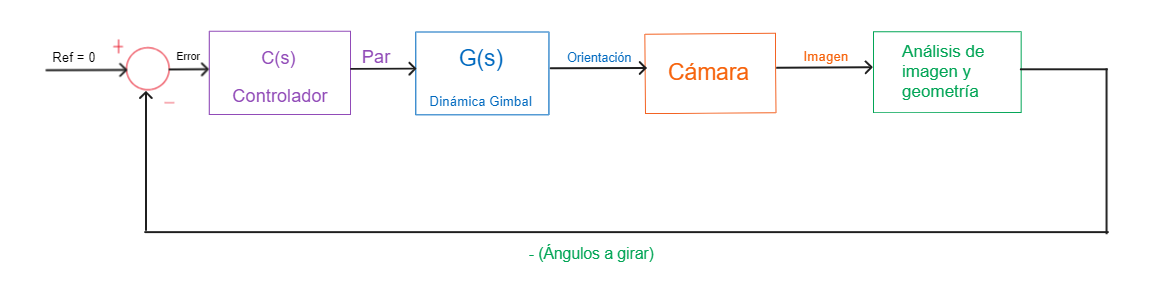 +
Ref = 0
Error
−
C(s)
Controlador
Par
G(s)
Dinámica Gimbal
Orientación
Cámara
Imagen
Análisis de
imagen y
geometría
- (Ángulos a girar)